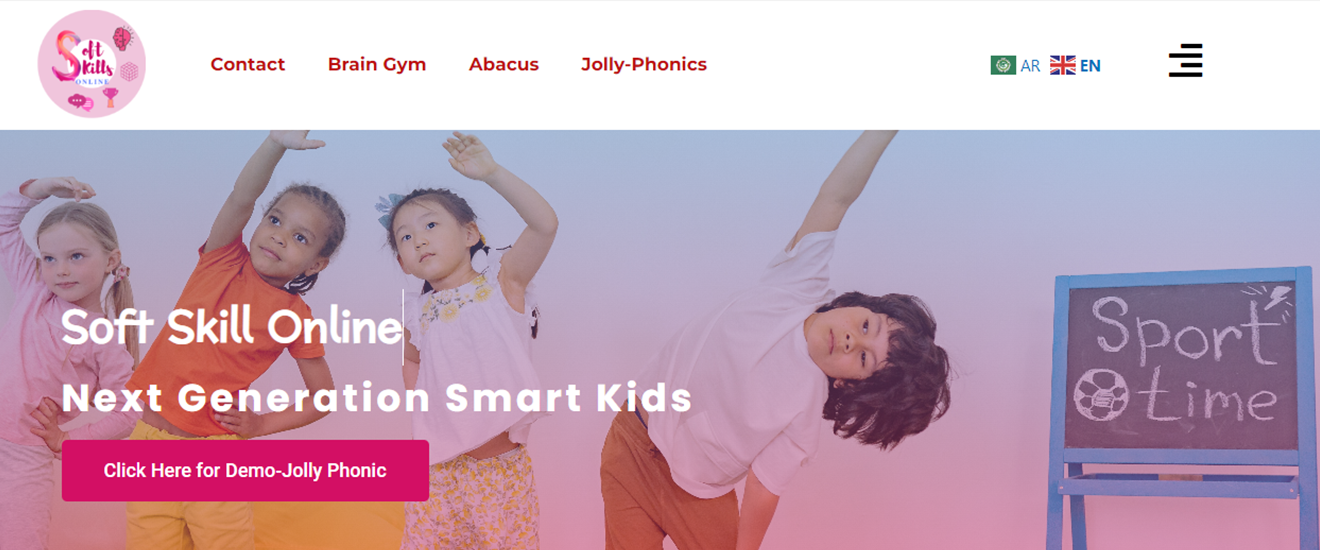 Soft
Skills
ONLINE
Contact
Brain Gym
Abacus
Jolly-Phonics
AR
EN
Soft Skill Online
Next Generation Smart Kids
Click Here for Demo-Jolly Phonic
Sport
time